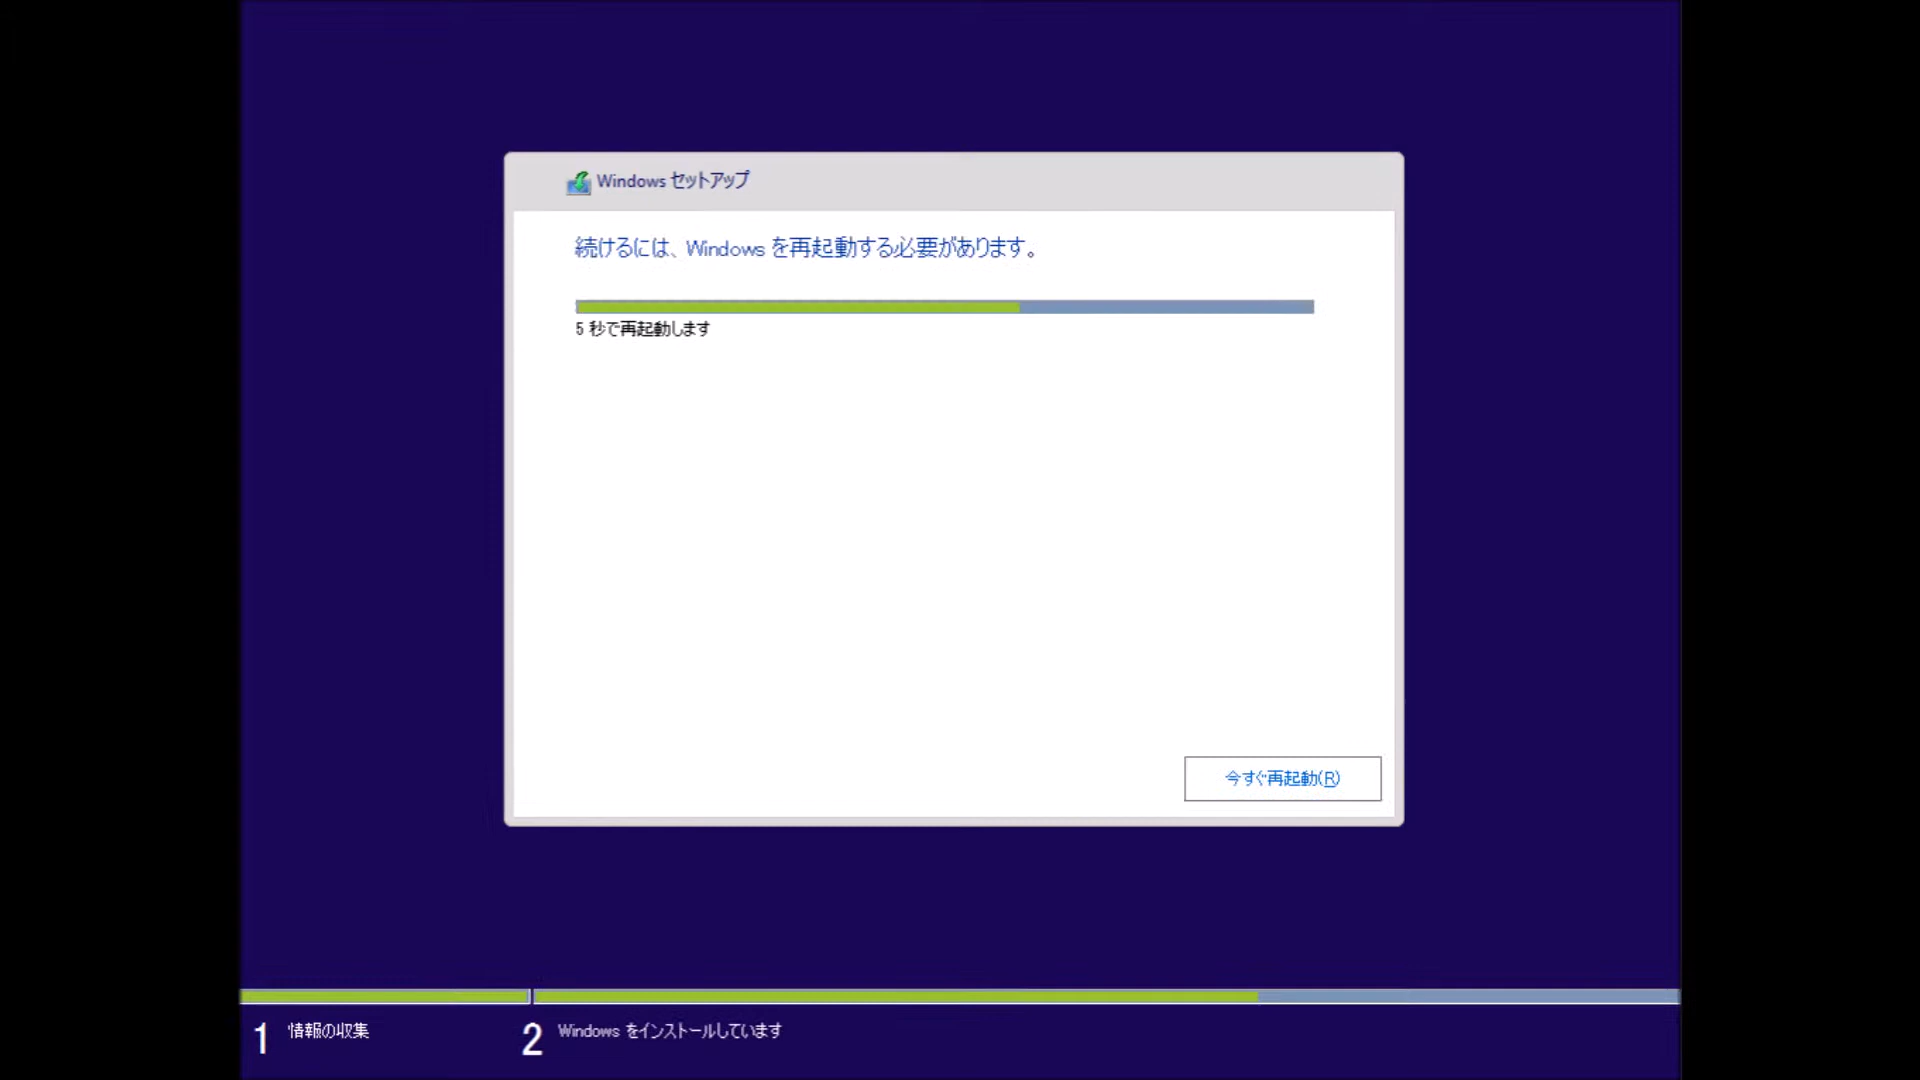 Windows セットアップ
続けるには、Windows を再起動する必要があります。
5 秒で再起動します
今すぐ再起動(R)
1 情報の収集
2 Windows をインストールしています